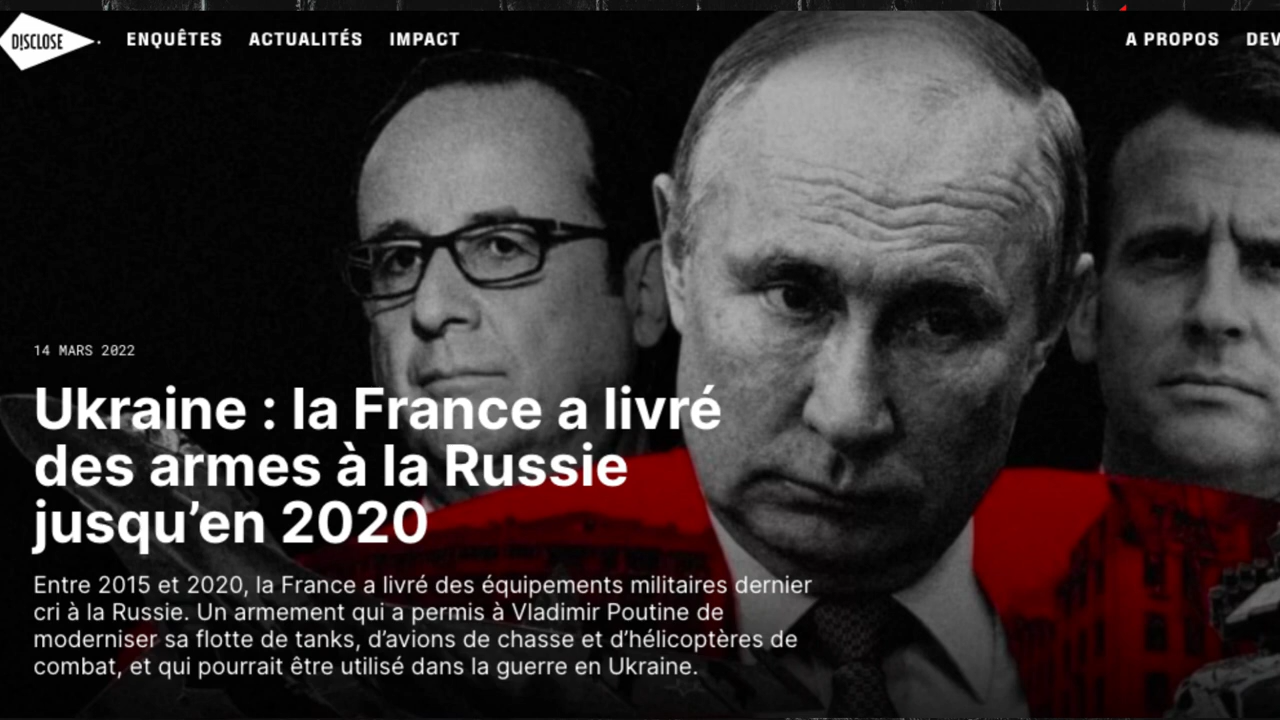 D!SCLOSE
ENQUÊTES ACTUALITÉS IMPACT
A PROPOS
14 MARS 2022
Ukraine : la France a livré
des armes à la Russie
jusqu’en 2020
Entre 2015 et 2020, la France a livré des équipements militaires dernier
cri à la Russie. Un armement qui a permis à Vladimir Poutine de
moderniser sa flotte de tanks, d’avions de chasse et d’hélicoptères de
combat, et qui pourrait être utilisé dans la guerre en Ukraine.